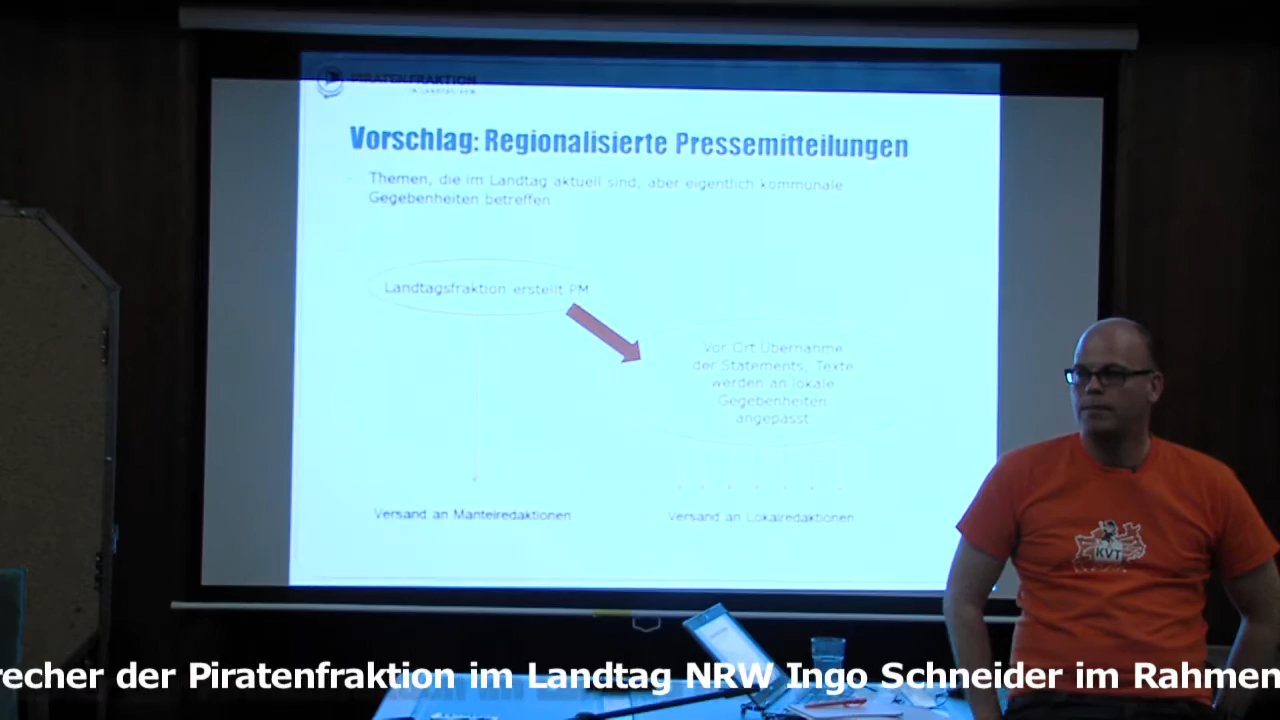 PIRATENFRAKTION
IM LANDTAG NRW
Vorschlag: Regionalisierte Pressemitteilungen
Themen, die im Landtag aktuell sind, aber eigentlich kommunale
Gegebenheiten betreffen
Landtagsfraktion erstellt PM
Vor Ort Übernahme
der Statements, Texte
werden an lokale
Gegebenheiten
angepasst
Versand an Mantelredaktionen
Versand an Lokalredaktionen
KVT
recher der Piratenfraktion im Landtag NRW Ingo Schneider im Rahmen